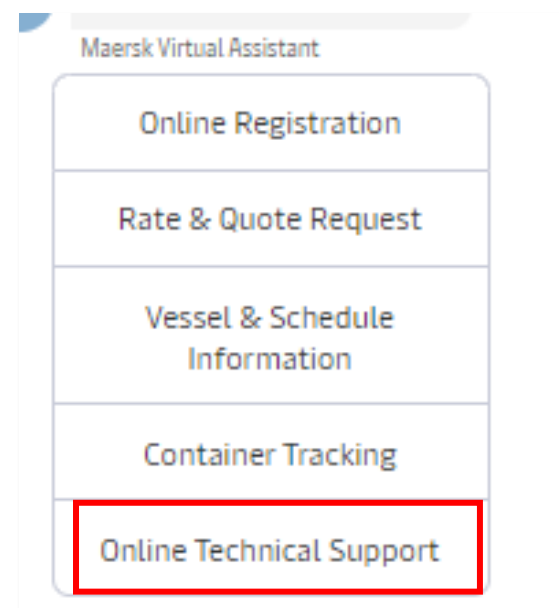 Maersk Virtual Assistant
Online Registration
Rate & Quote Request
Vessel & Schedule
Information
Container Tracking
Online Technical Support